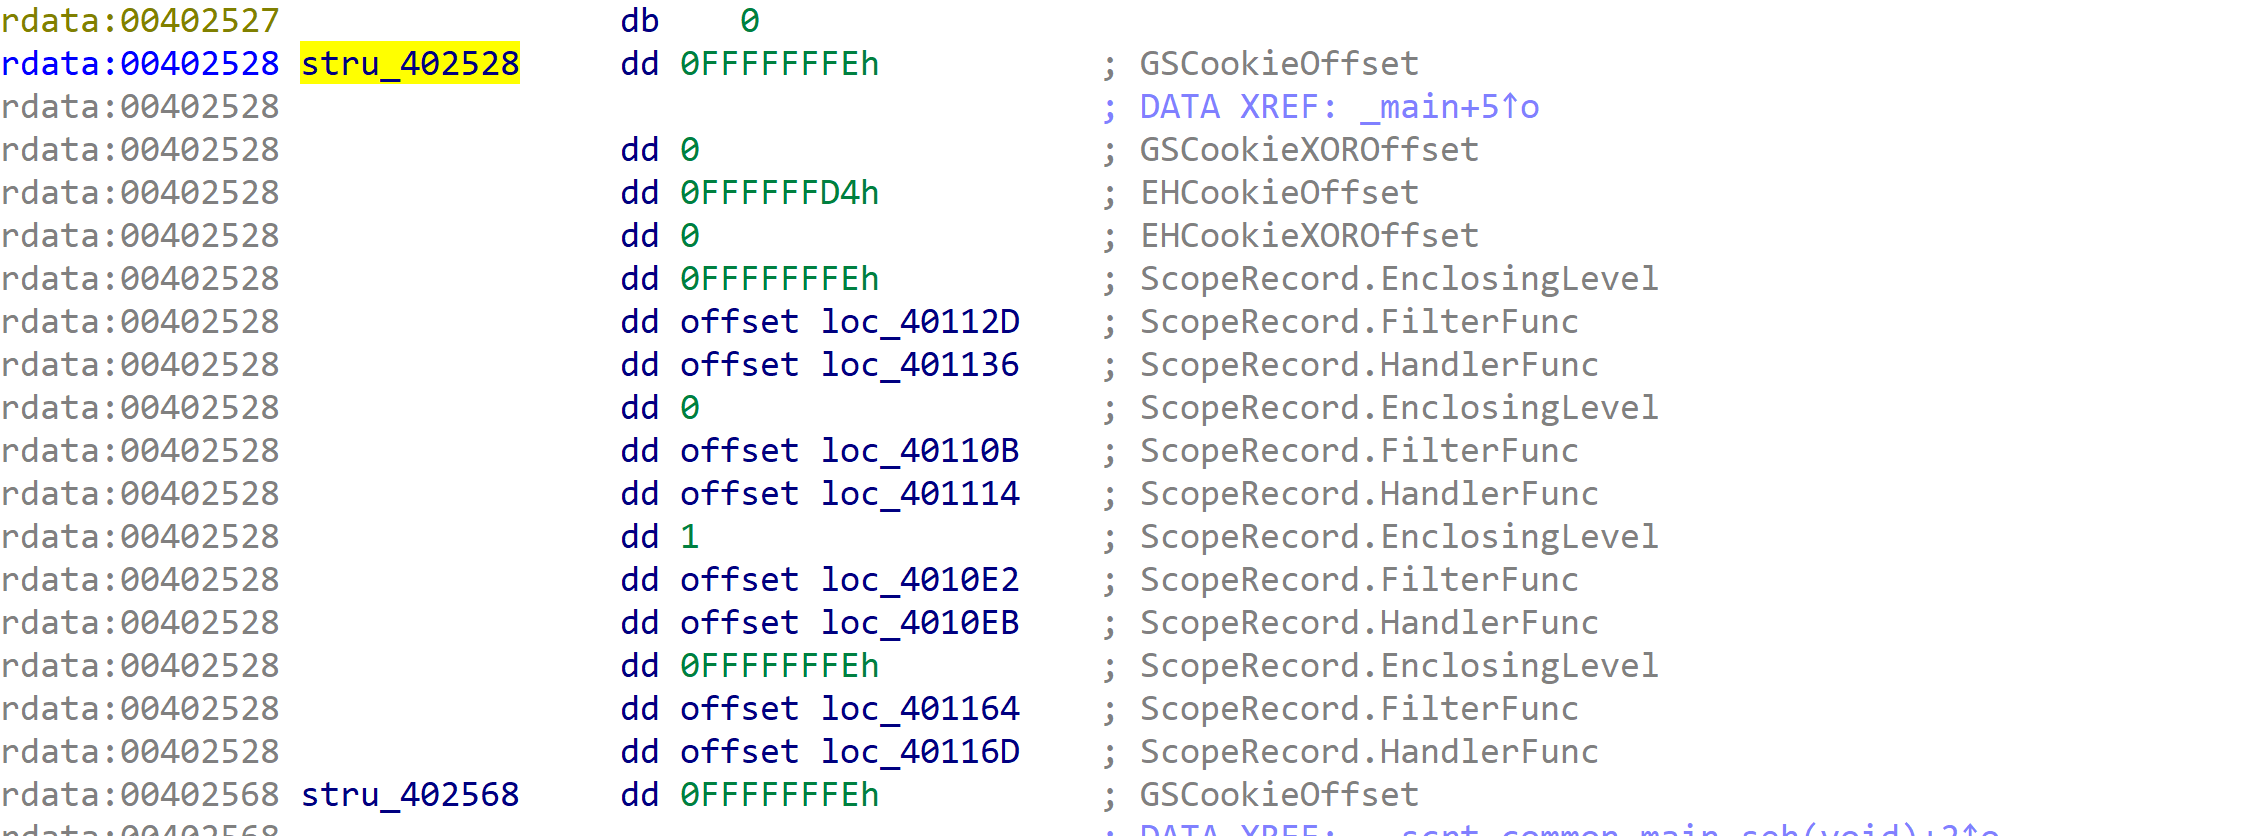 rdata:00402527 db 0
rdata:00402528 stru_402528 dd 0FFFFFFFEh ; GSCookieOffset
rdata:00402528 ; DATA XREF: _main+5↑o
rdata:00402528 dd 0 ; GSCookieXOROffset
rdata:00402528 dd 0FFFFFFD4h ; EHCookieOffset
rdata:00402528 dd 0 ; EHCookieXOROffset
rdata:00402528 dd 0FFFFFFFEh ; ScopeRecord.EnclosingLevel
rdata:00402528 dd offset loc_40112D ; ScopeRecord.FilterFunc
rdata:00402528 dd offset loc_401136 ; ScopeRecord.HandlerFunc
rdata:00402528 dd 0 ; ScopeRecord.EnclosingLevel
rdata:00402528 dd offset loc_40110B ; ScopeRecord.FilterFunc
rdata:00402528 dd offset loc_401114 ; ScopeRecord.HandlerFunc
rdata:00402528 dd 1 ; ScopeRecord.EnclosingLevel
rdata:00402528 dd offset loc_4010E2 ; ScopeRecord.FilterFunc
rdata:00402528 dd offset loc_4010EB ; ScopeRecord.HandlerFunc
rdata:00402528 dd 0FFFFFFFEh ; ScopeRecord.EnclosingLevel
rdata:00402528 dd offset loc_401164 ; ScopeRecord.FilterFunc
rdata:00402528 dd offset loc_40116D ; ScopeRecord.HandlerFunc
rdata:00402568 stru_402568 dd 0FFFFFFFEh ; GSCookieOffset
rdata:00402568 ; DATA XREF: